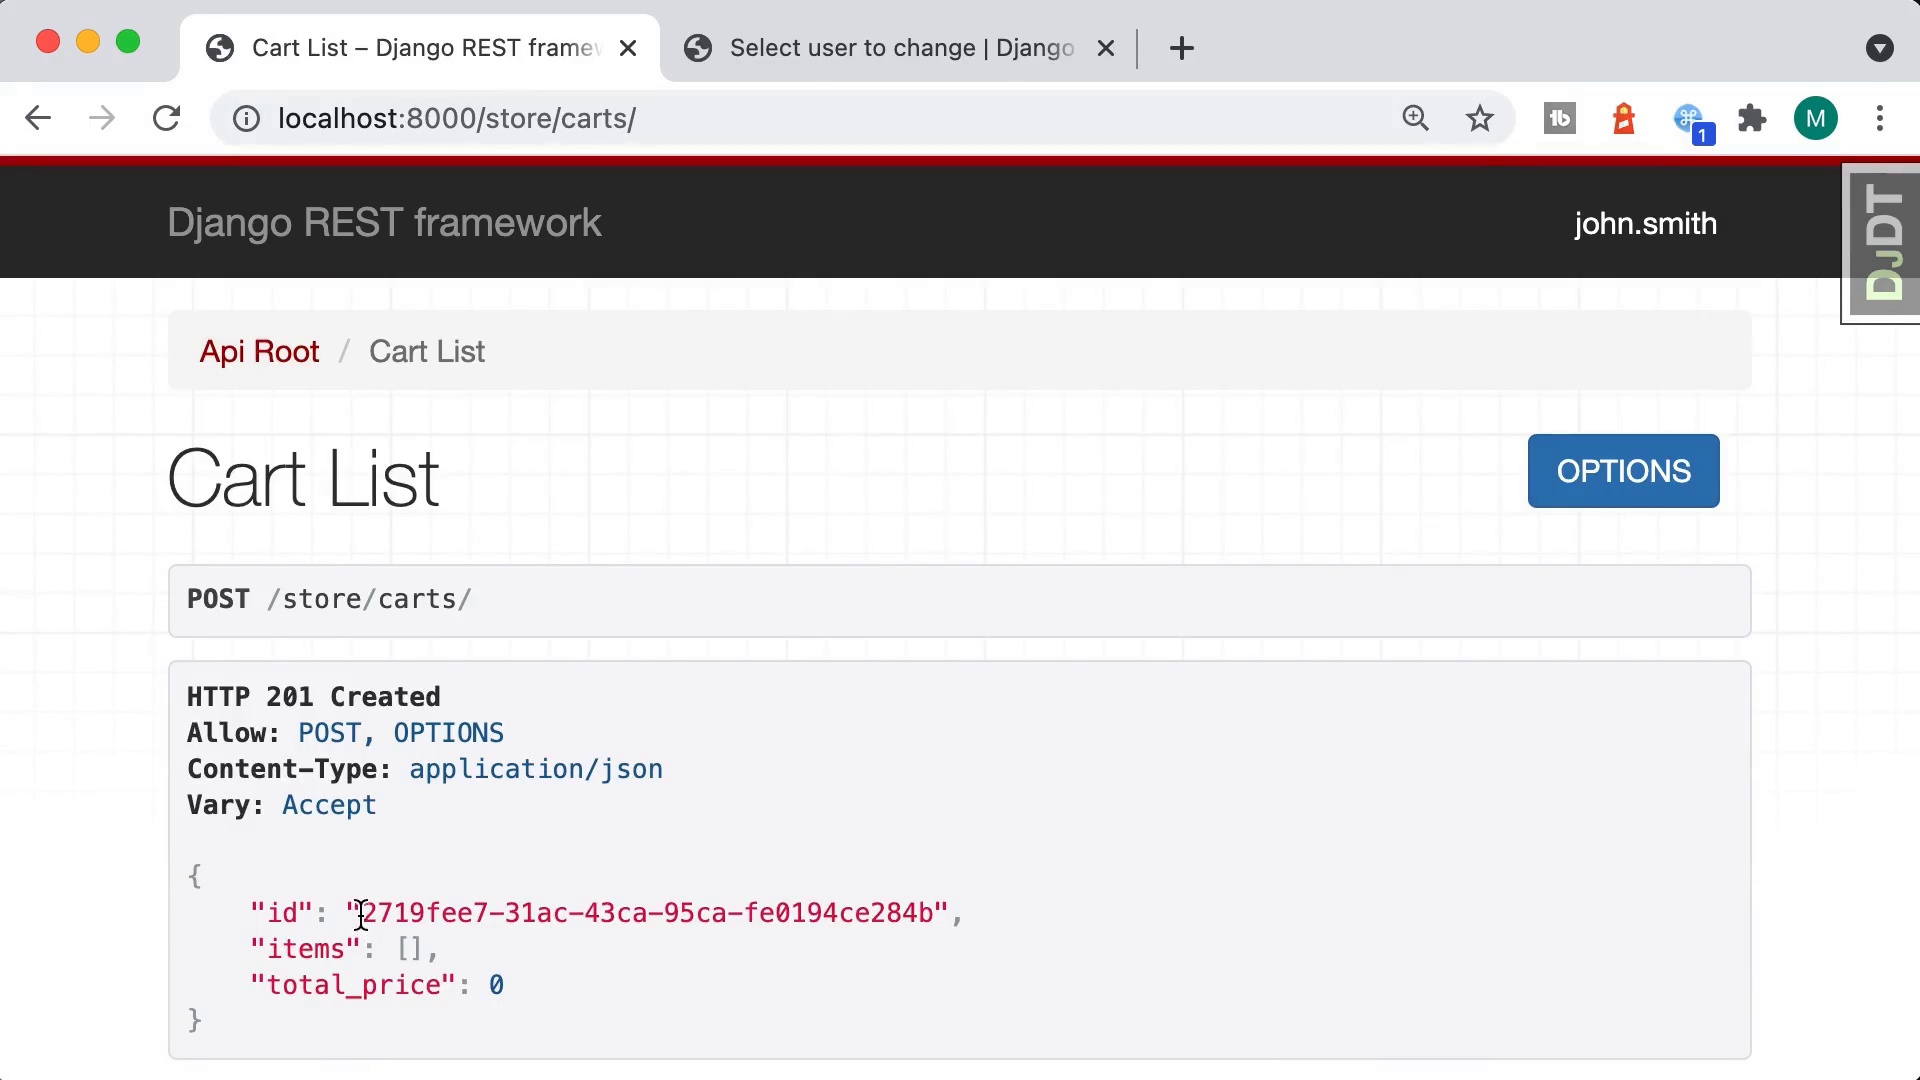 Cart List – Django REST framew
Select user to change | Django
localhost:8000/store/carts/
1
M
Django REST framework
john.smith
DJDT
Api Root / Cart List
Cart List
OPTIONS
POST /store/carts/
HTTP 201 Created
Allow: POST, OPTIONS
Content-Type: application/json
Vary: Accept
{
"id": "2719fee7-31ac-43ca-95ca-fe0194ce284b",
"items": [],
"total_price": 0
}